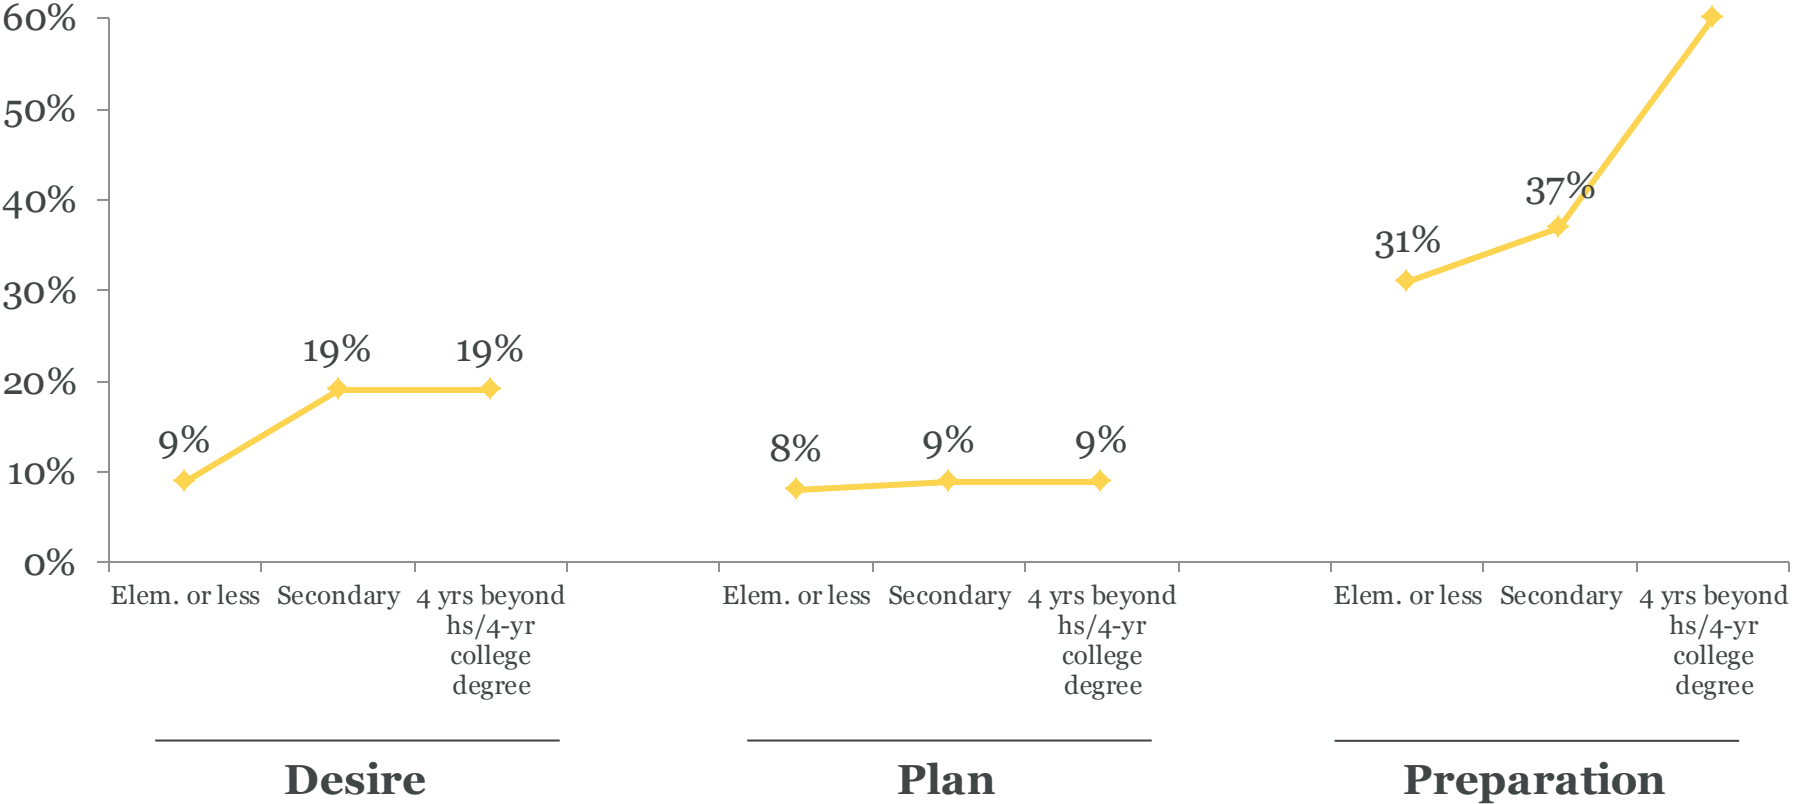 60%
50%
40%
30%
20%
10%
0%
9%
19%
19%
8%
9%
9%
31%
37%
Elem. or less
Secondary
4 yrs beyond
hs/4-yr
college
degree
Elem. or less
Secondary
4 yrs beyond
hs/4-yr
college
degree
Elem. or less
Secondary
4 yrs beyond
hs/4-yr
college
degree
Desire
Plan
Preparation